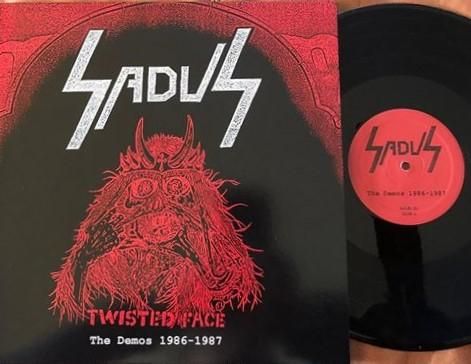 SADUS
TWISTED FACE
The Demos 1986-1987
SADUS
The Demos 1986-1987